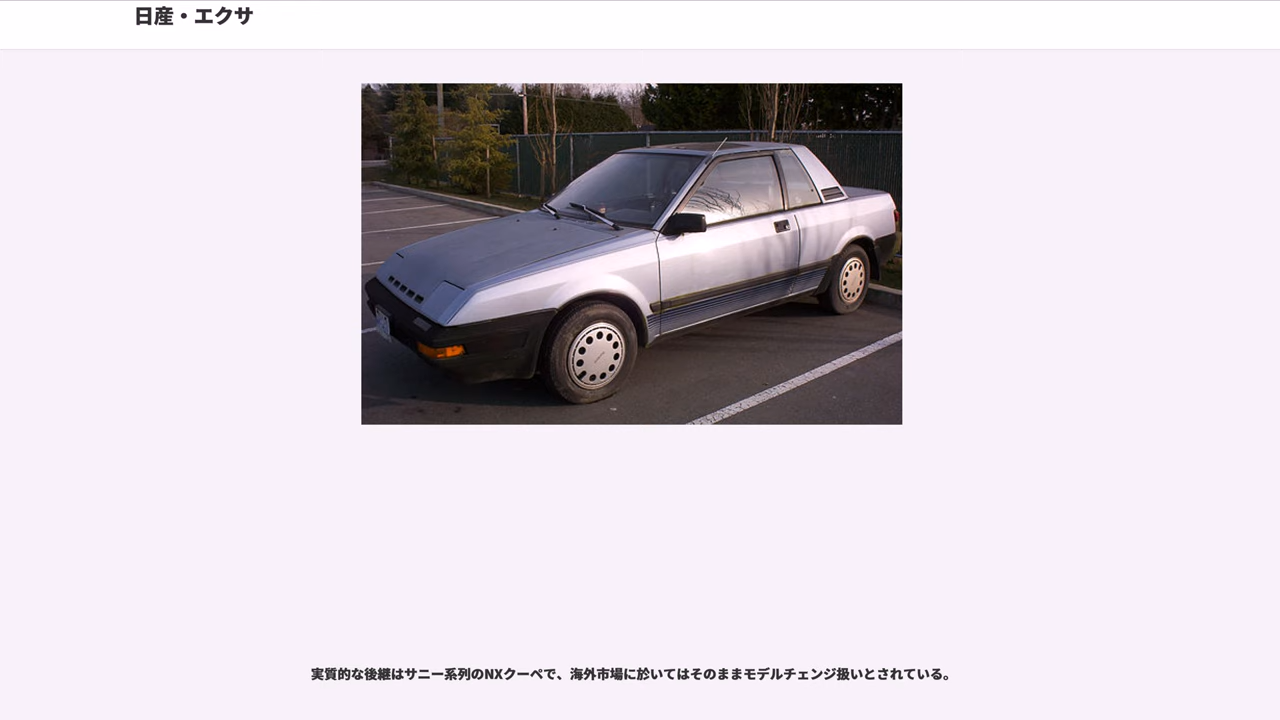 日産・エクサ
実質的な後継はサニー系列のNXクーペで、海外市場に於いてはそのままモデルチェンジ扱いとされている。